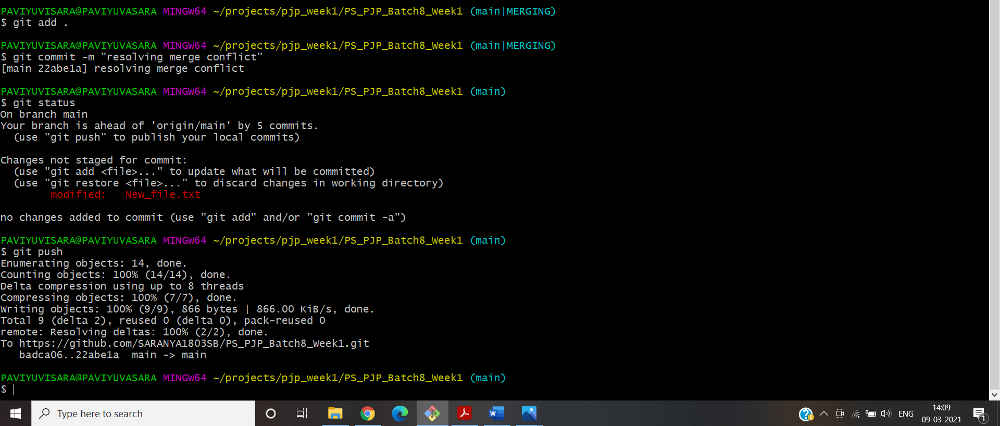 PAVIYUVISARA@PAVIYUVASARA MINGW64 ~/projects/pjp_week1/PS_PJP_Batch8_Week1 (main|MERGING)
$ git add .
PAVIYUVISARA@PAVIYUVASARA MINGW64 ~/projects/pjp_week1/PS_PJP_Batch8_Week1 (main|MERGING)
$ git commit -m "resolving merge conflict"
[main 22abe1a] resolving merge conflict
PAVIYUVISARA@PAVIYUVASARA MINGW64 ~/projects/pjp_week1/PS_PJP_Batch8_Week1 (main)
$ git status
On branch main
Your branch is ahead of 'origin/main' by 5 commits.
  (use "git push" to publish your local commits)
Changes not staged for commit:
  (use "git add <file>..." to update what will be committed)
  (use "git restore <file>..." to discard changes in working directory)
        modified:   New_file.txt
no changes added to commit (use "git add" and/or "git commit -a")
PAVIYUVISARA@PAVIYUVASARA MINGW64 ~/projects/pjp_week1/PS_PJP_Batch8_Week1 (main)
$ git push
Enumerating objects: 14, done.
Counting objects: 100% (14/14), done.
Delta compression using up to 8 threads
Compressing objects: 100% (7/7), done.
Writing objects: 100% (9/9), 866 bytes | 866.00 KiB/s, done.
Total 9 (delta 2), reused 0 (delta 0), pack-reused 0
remote: Resolving deltas: 100% (2/2), done.
To https://github.com/SARANYA1803SB/PS_PJP_Batch8_Week1.git
   badca06..22abe1a  main -> main
PAVIYUVISARA@PAVIYUVASARA MINGW64 ~/projects/pjp_week1/PS_PJP_Batch8_Week1 (main)
$
Type here to search
W
ENG
14:09
09-03-2021
1